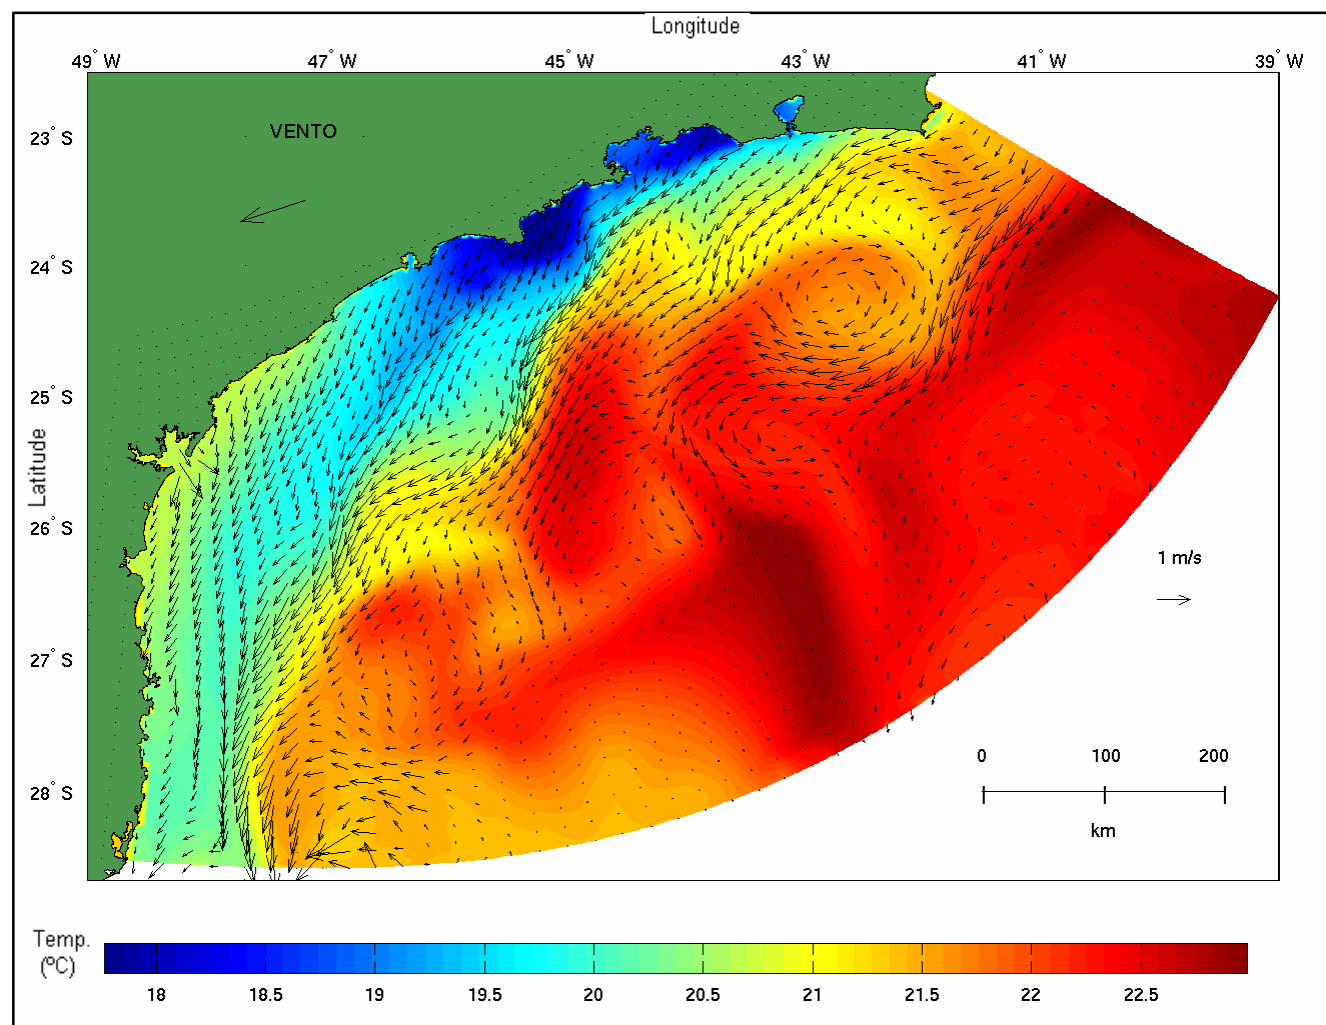 Longitude
49° W 47° W 45° W 43° W 41° W 39° W
VENTO
23° S
24° S
25° S
26° S
27° S
28° S
Latitude
1 m/s
0 100 200
km
Temp.
(ºC)
18 18.5 19 19.5 20 20.5 21 21.5 22 22.5